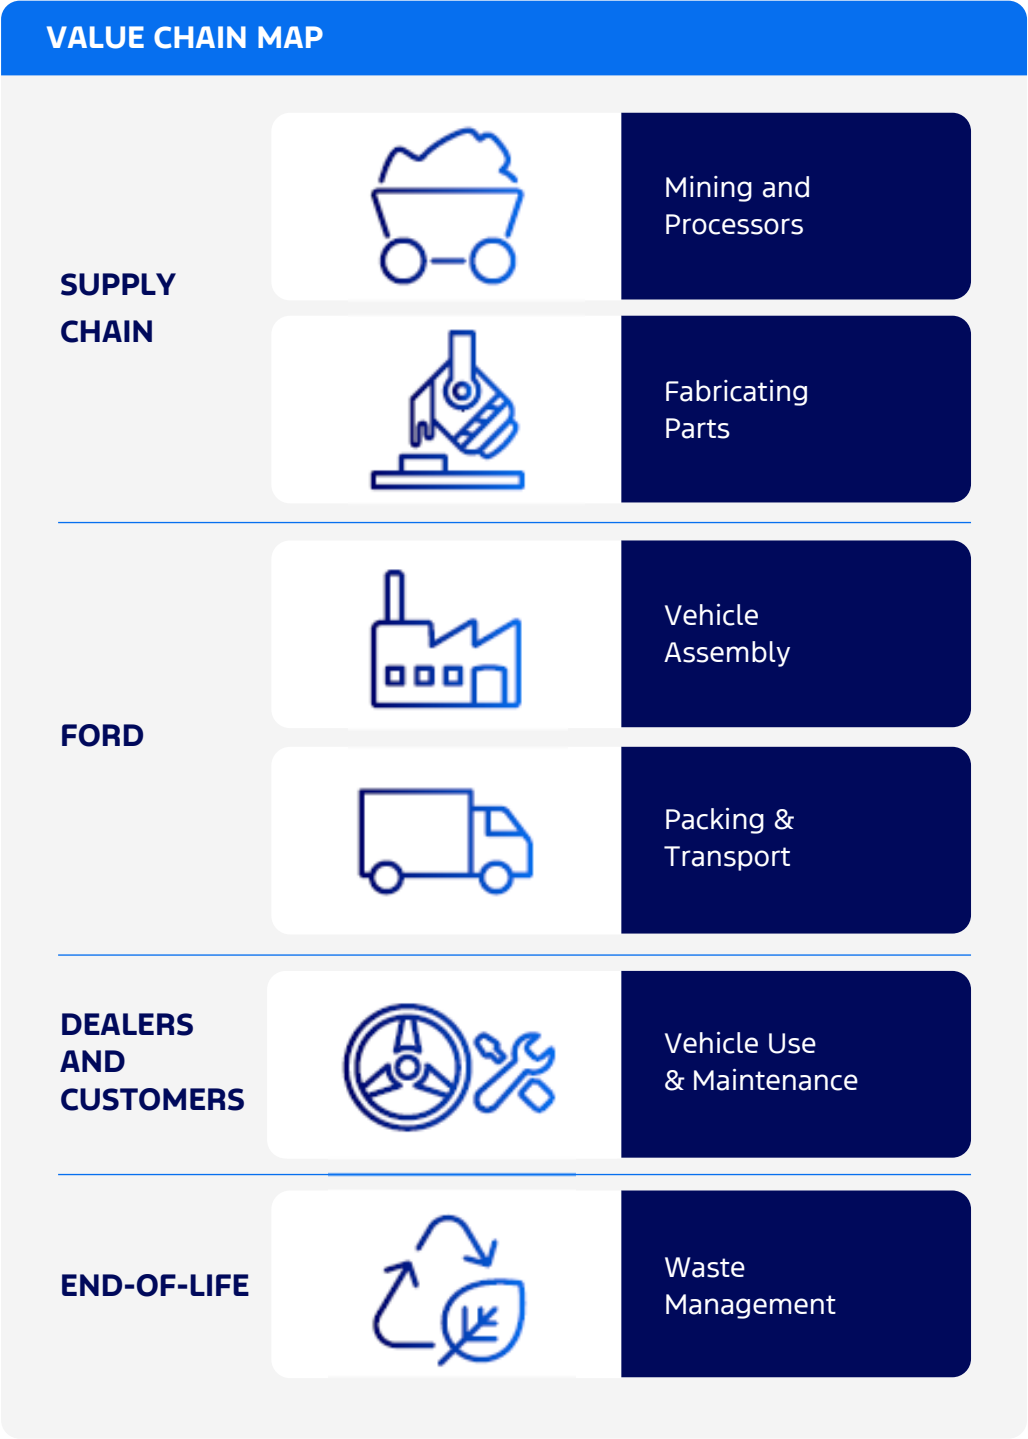 VALUE CHAIN MAP
SUPPLY
CHAIN
Mining and
Processors
Fabricating
Parts
FORD
Vehicle
Assembly
Packing &
Transport
DEALERS
AND
CUSTOMERS
Vehicle Use
& Maintenance
END-OF-LIFE
Waste
Management